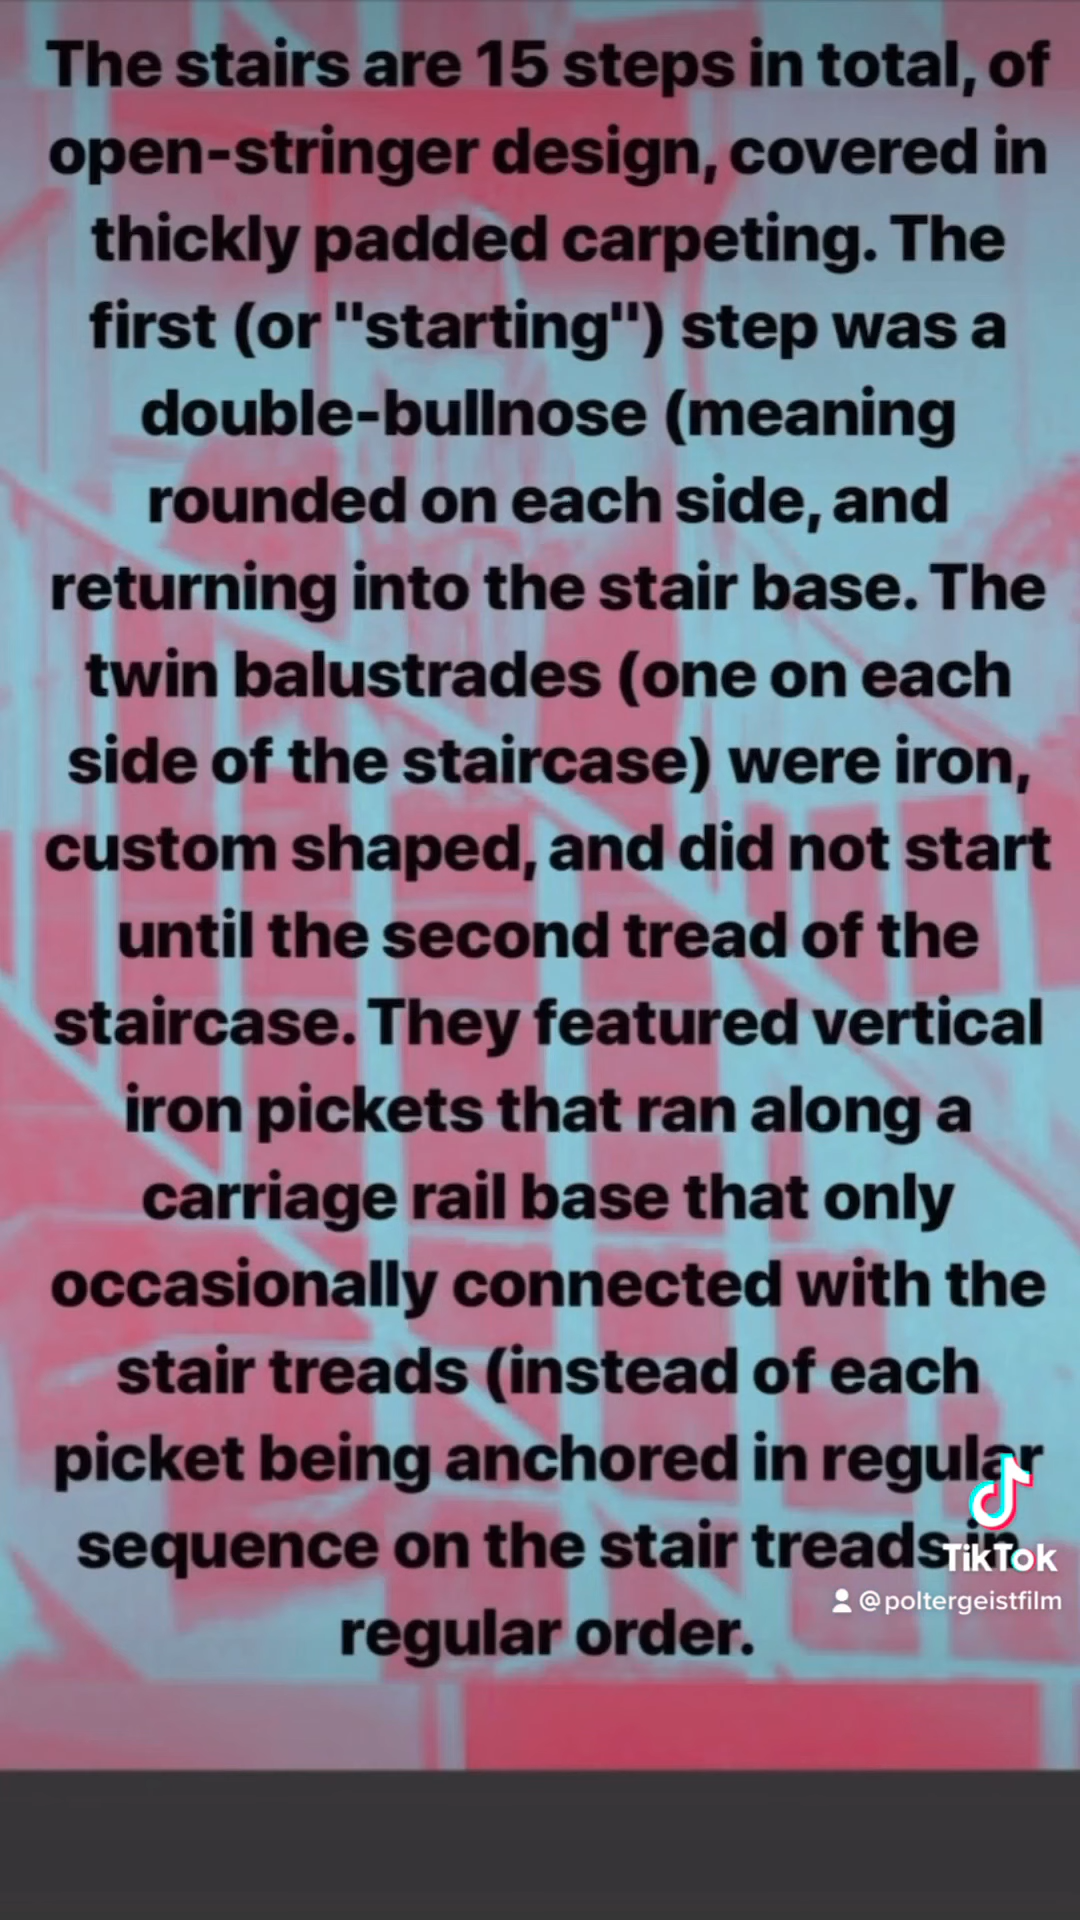 The stairs are 15 steps in total, of
open-stringer design, covered in
thickly padded carpeting. The
first (or "starting") step was a
double-bullnose (meaning
rounded on each side, and
returning into the stair base. The
twin balustrades (one on each
side of the staircase) were iron,
custom shaped, and did not start
until the second tread of the
staircase. They featured vertical
iron pickets that ran along a
carriage rail base that only
occasionally connected with the
stair treads (instead of each
picket being anchored in regular
sequence on the stair treads in
regular order.
TikTok
@poltergeistfilm